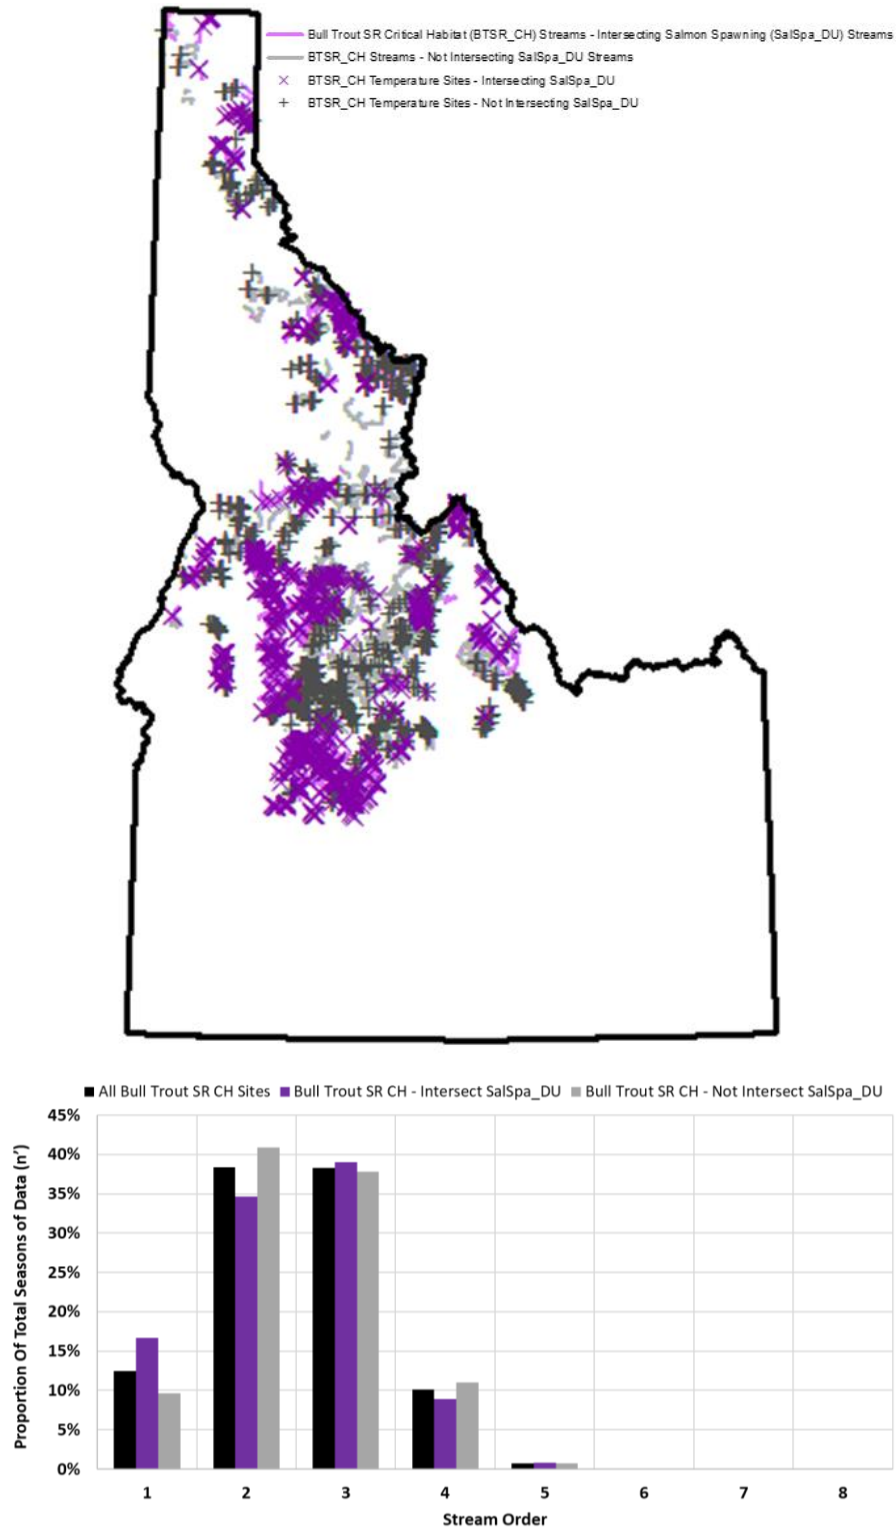 Bull Trout SR Critical Habitat (BTSR_CH) Streams - Intersecting Salmon Spawning (SalSpa_DU) Streams
BTSR_CH Streams - Not Intersecting SalSpa_DU Streams
BTSR_CH Temperature Sites - Intersecting SalSpa_DU
BTSR_CH Temperature Sites - Not Intersecting SalSpa_DU
All Bull Trout SR CH Sites Bull Trout SR CH - Intersect SalSpa_DU Bull Trout SR CH - Not Intersect SalSpa_DU
Proportion Of Total Seasons of Data (n’)
45%
40%
35%
30%
25%
20%
15%
10%
5%
0%
1 2 3 4 5 6 7 8
Stream Order